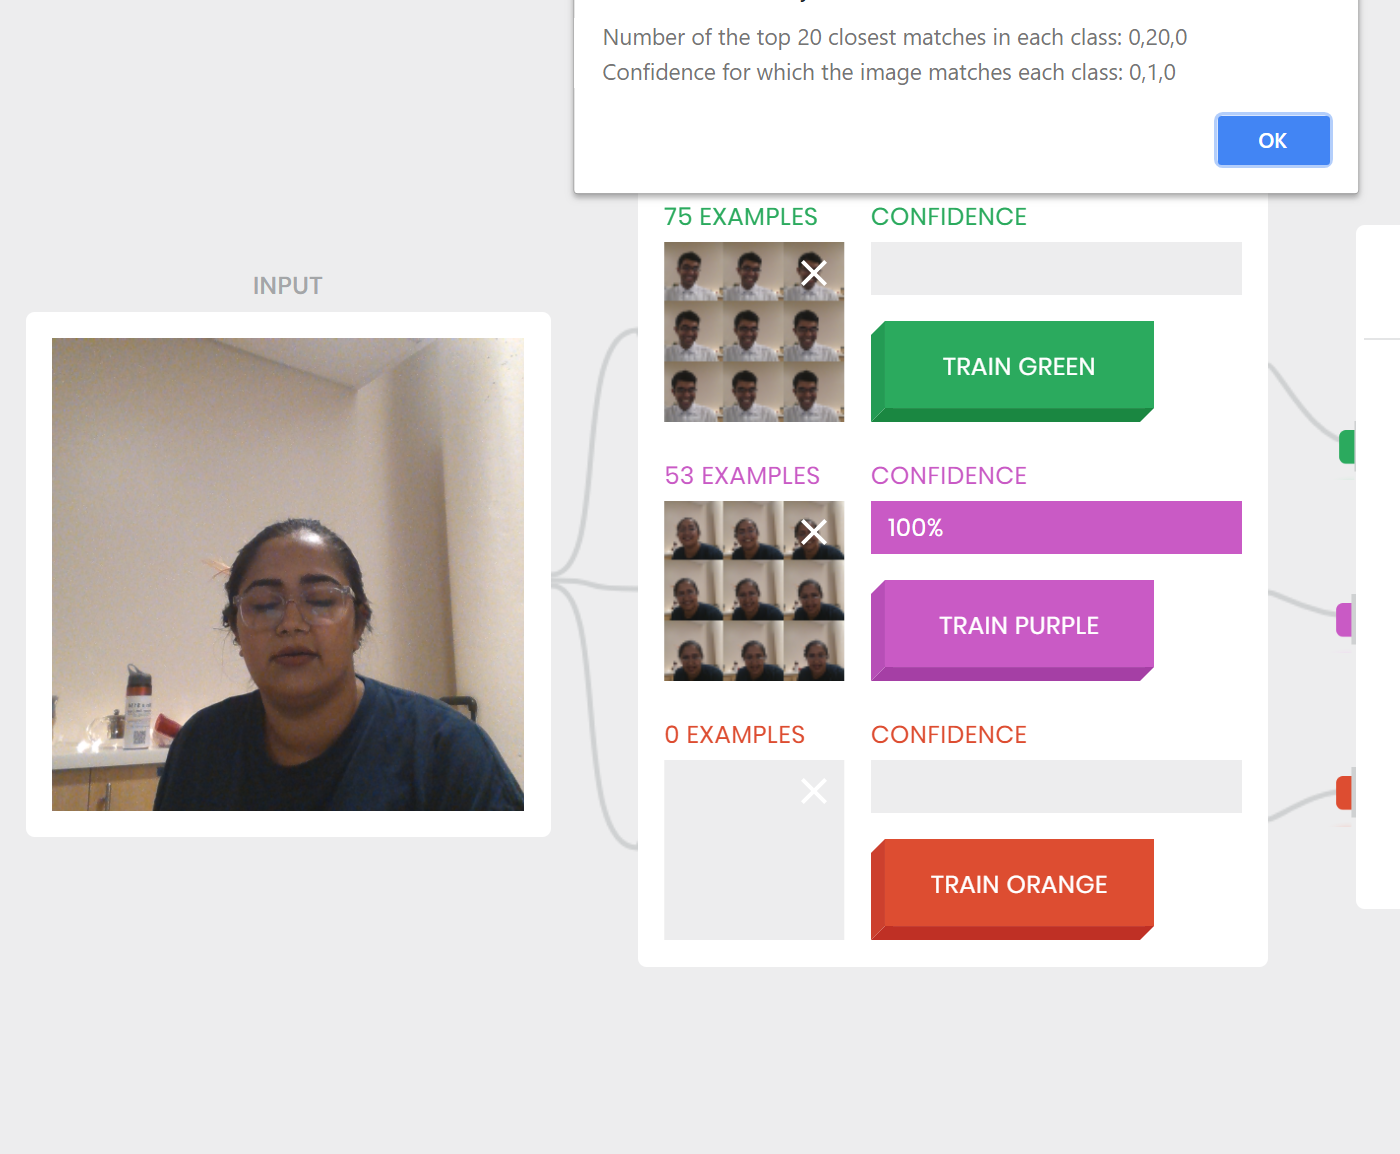 Number of the top 20 closest matches in each class: 0,20,0
Confidence for which the image matches each class: 0,1,0
OK
INPUT
75 EXAMPLES
CONFIDENCE
TRAIN GREEN
53 EXAMPLES
CONFIDENCE
100%
TRAIN PURPLE
0 EXAMPLES
CONFIDENCE
TRAIN ORANGE